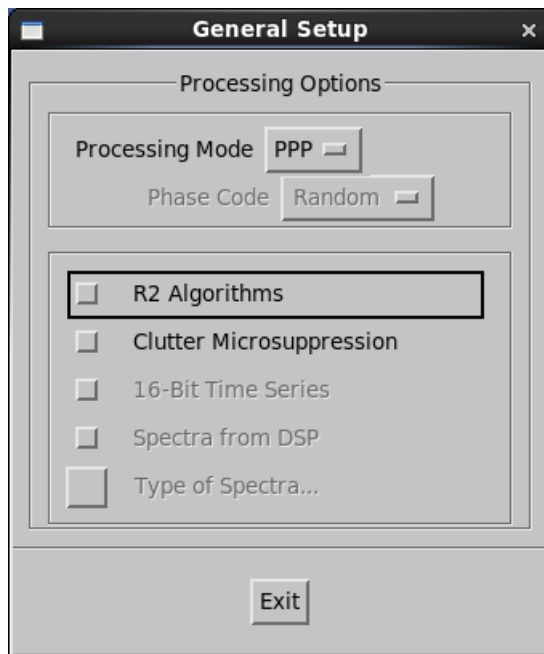 General Setup
Processing Options
Processing Mode PPP
Phase Code Random
R2 Algorithms
Clutter Microsuppression
16-Bit Time Series
Spectra from DSP
Type of Spectra...
Exit